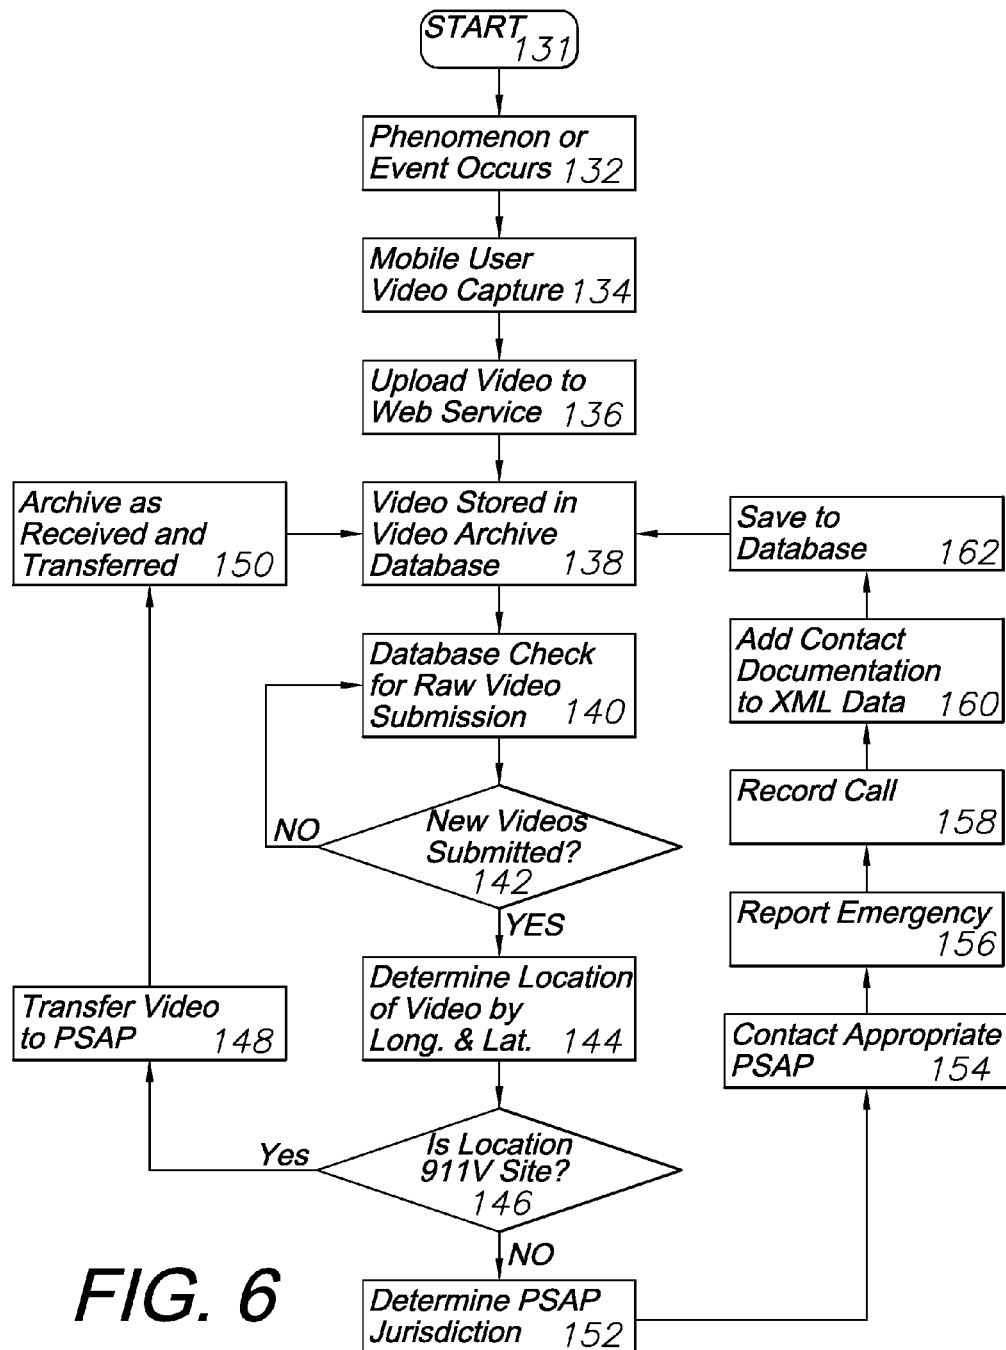 START
131
Phenomenon or
Event Occurs 132
Mobile User
Video Capture 134
Upload Video to
Web Service 136
Archive as
Received and
Transferred 150
Video Stored in
Video Archive
Database 138
Save to
Database 162
Database Check
for Raw Video
Submission 140
Add Contact
Documentation
to XML Data 160
New Videos
Submitted?
142
NO
YES
Record Call
158
Report Emergency
156
Determine Location
of Video by
Long. & Lat. 144
Transfer Video
to PSAP 148
Contact Appropriate
PSAP 154
Is Location
911V Site?
146
Yes
NO
Determine PSAP
Jurisdiction 152
FIG. 6